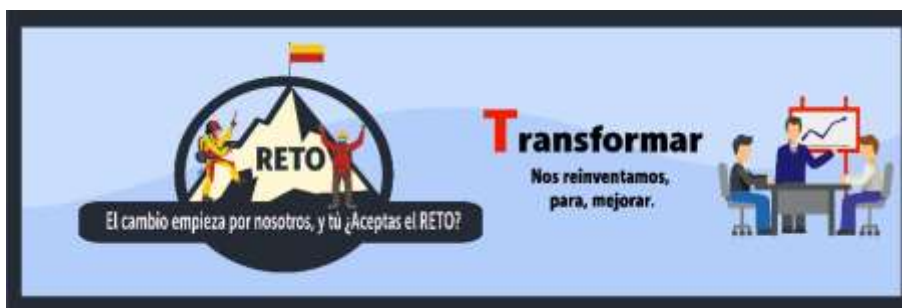 RETO
El cambio empieza por nosotros, y tú ¿Aceptas el RETO?
Transformar
Nos reinventamos,
para, mejorar.